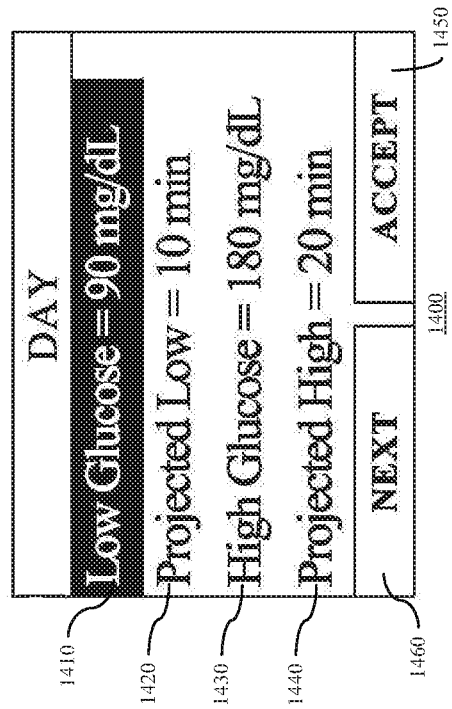 DAY
1410 Low Glucose = 90 mg/dL
1420 Projected Low = 10 min
1430 High Glucose = 180 mg/dL
1440 Projected High = 20 min
NEXT ACCEPT
1460 1400 1450